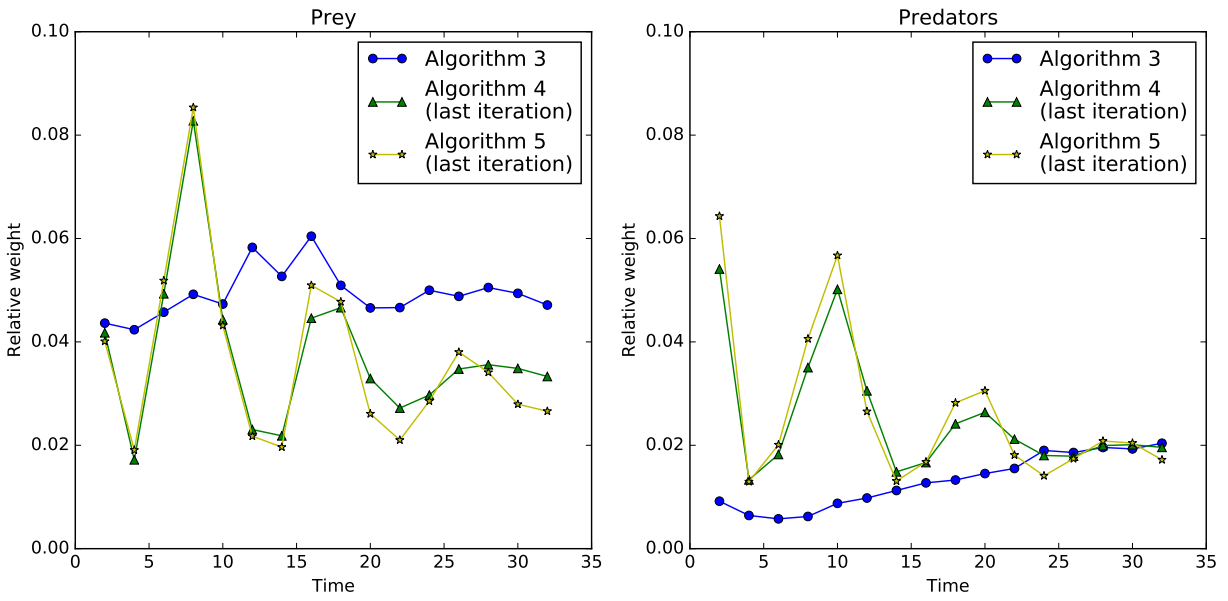 Prey
0.10
0.08
0.06
0.04
0.02
0.00
Relative weight
0
5
10
15
20
25
30
35
Time
Algorithm 3
Algorithm 4
(last iteration)
Algorithm 5
(last iteration)
Predators
0.10
0.08
0.06
0.04
0.02
0.00
Relative weight
0
5
10
15
20
25
30
35
Time
Algorithm 3
Algorithm 4
(last iteration)
Algorithm 5
(last iteration)